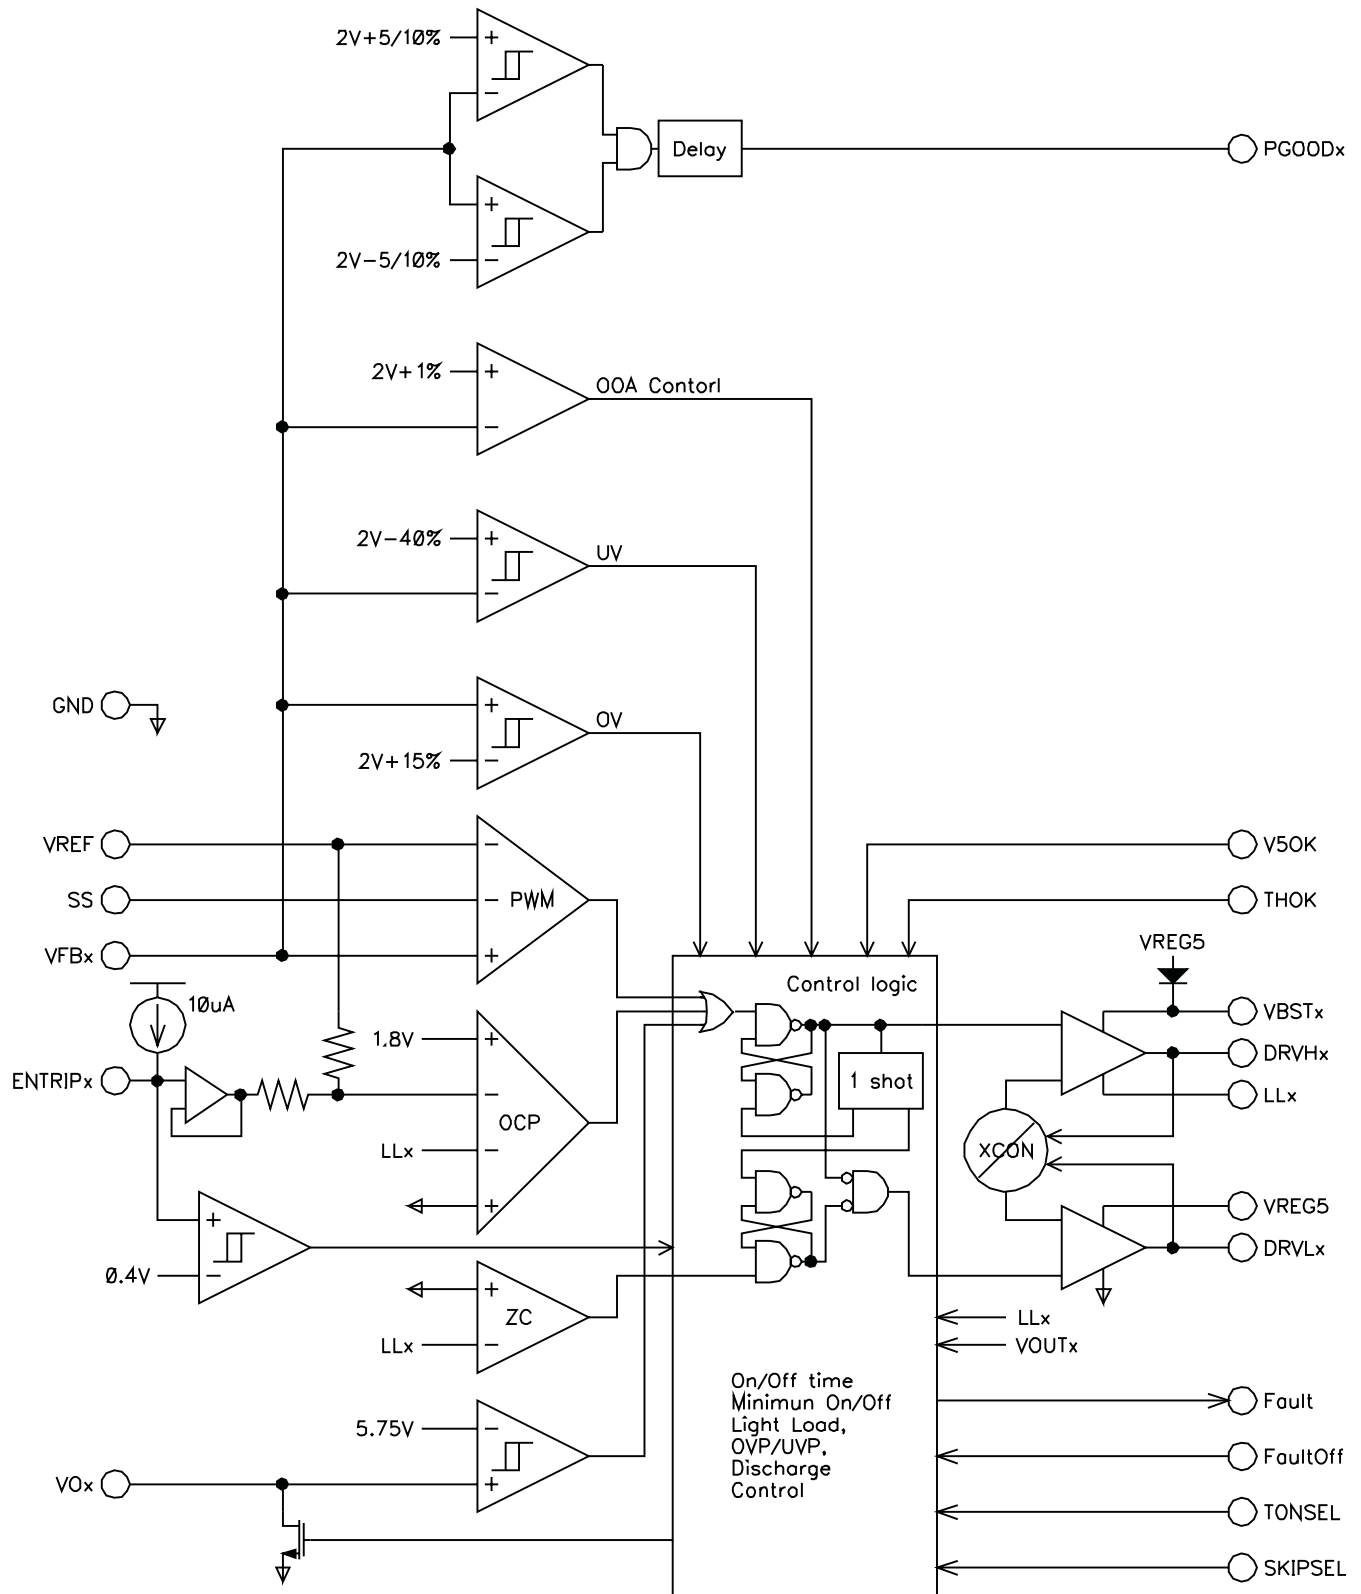 2V+5/10%
+
−
Delay
PGOODx
+
2V−5/10%
−
2V+1%
+
OOA Contorl
−
2V−40%
+
UV
−
GND
+
OV
2V+15%
−
VREF
−
V5OK
SS
−
PWM
THOK
VFBx
+
VREG5
Control logic
10uA
VBSTx
1.8V
+
DRVHx
ENTRIPx
1 shot
−
LLx
OCP
LLx
−
XCON
+
VREG5
+
0.4V
−
DRVLx
+
ZC
LLx
LLx
−
VOUTx
On/Off time
Minimun On/Off
Light Load,
OVP/UVP,
Discharge
Control
5.75V
−
Fault
FaultOff
VOx
+
TONSEL
SKIPSEL